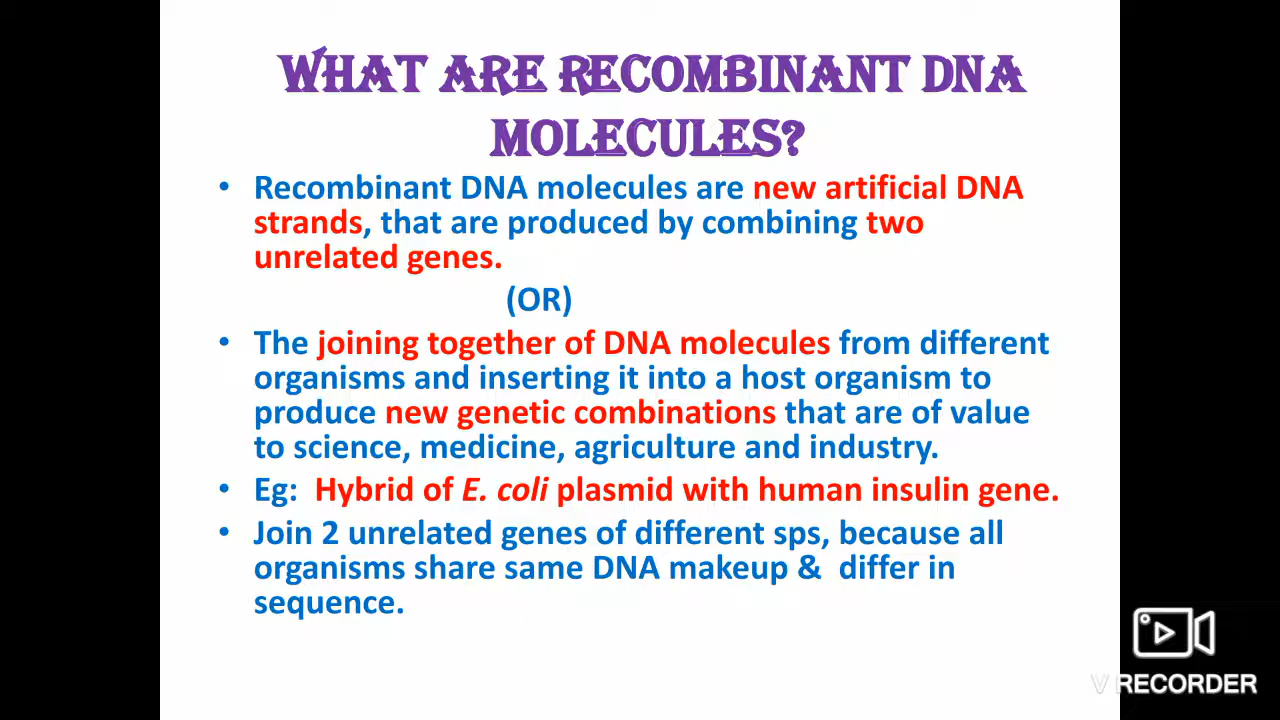 WHAT ARE RECOMBINANT DNA
MOLECULES?
• Recombinant DNA molecules are new artificial DNA
strands, that are produced by combining two
unrelated genes.
(OR)
• The joining together of DNA molecules from different
organisms and inserting it into a host organism to
produce new genetic combinations that are of value
to science, medicine, agriculture and industry.
• Eg: Hybrid of E. coli plasmid with human insulin gene.
• Join 2 unrelated genes of different sps, because all
organisms share same DNA makeup & differ in
sequence.
V RECORDER